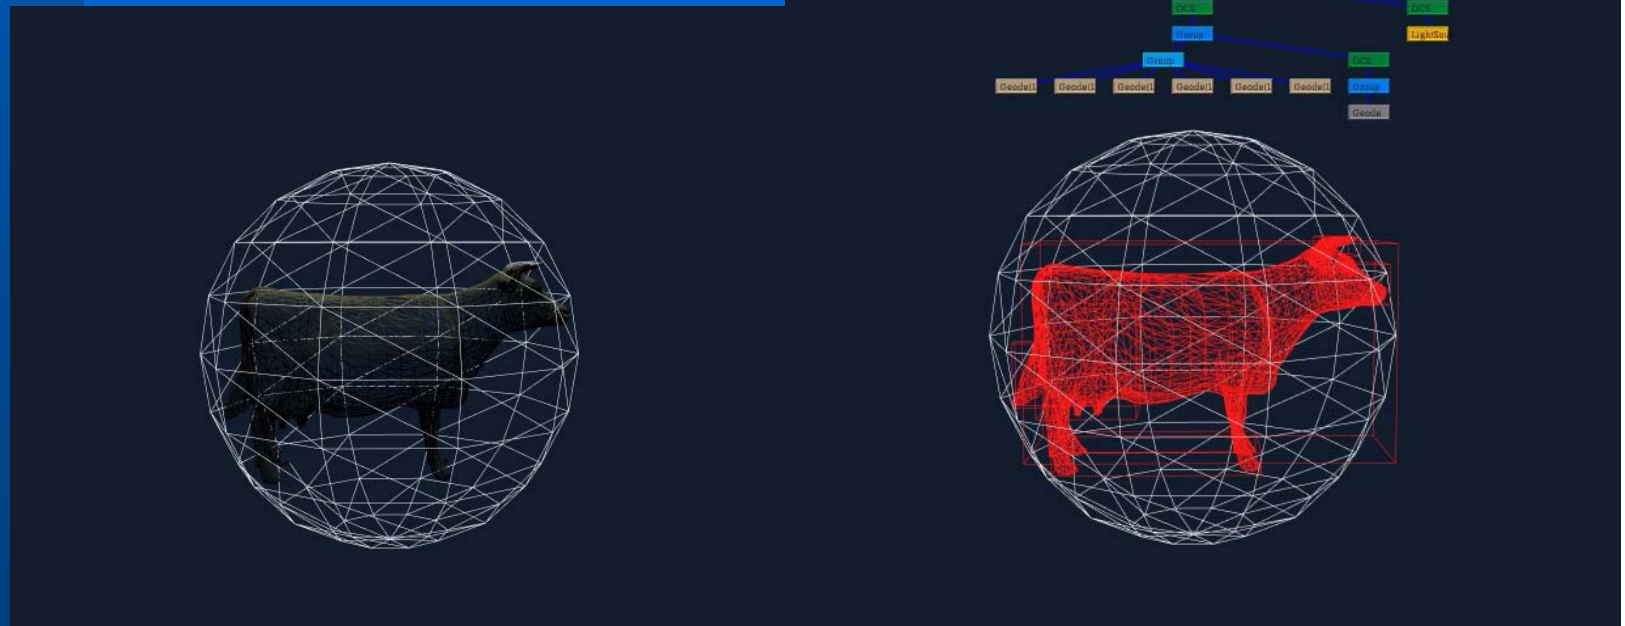 DCS
DCS
Group
LightSou
Group
DCS
Geode(1
Geode(1
Geode(1
Geode(1
Geode(1
Geode(1
Group
Geode